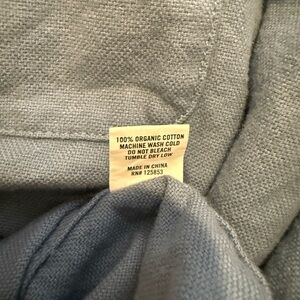 100% ORGANIC COTTON
MACHINE WASH COLD
DO NOT BLEACH
TUMBLE DRY LOW
MADE IN CHINA
RN# 125853